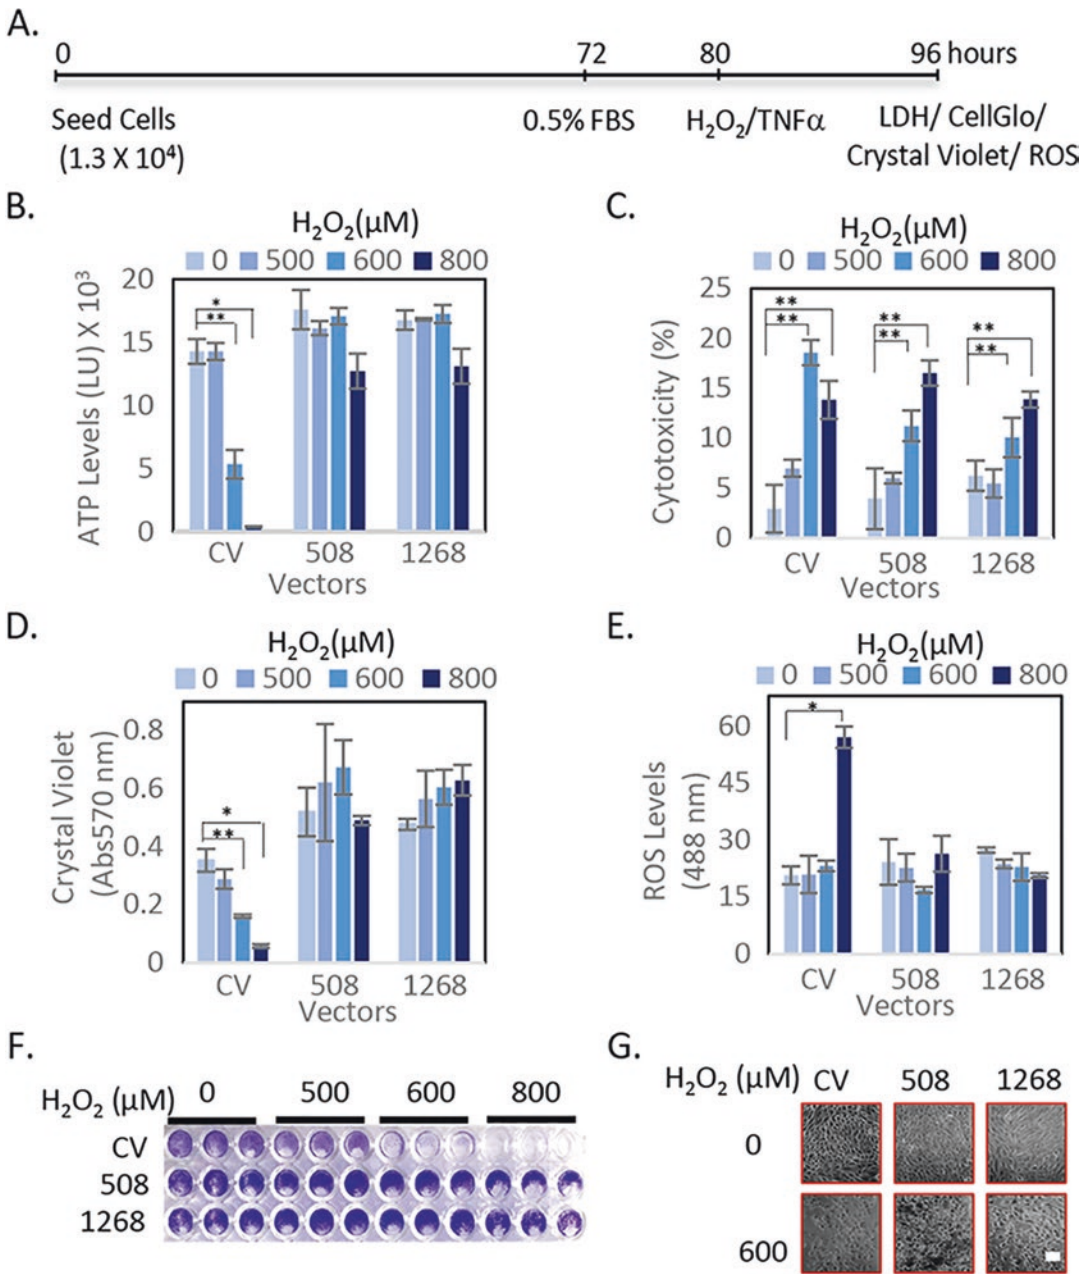 A.
0 72 80 96 hours
Seed Cells 0.5% FBS H₂O₂/TNFα LDH/ CellGlo/
(1.3 X 10⁴) Crystal Violet/ ROS
B.
H₂O₂(μM)
0 500 600 800
ATP Levels (LU) X 10³
20
15
10
5
0
*
**
CV 508 1268
Vectors
C.
H₂O₂(μM)
0 500 600 800
Cytotoxicity (%)
25
20
15
10
5
0
** ** **
** ** **
CV 508 1268
Vectors
D.
H₂O₂(μM)
0 500 600 800
Crystal Violet
(Abs570 nm)
0.8
0.6
0.4
0.2
0
*
**
CV 508 1268
Vectors
E.
H₂O₂(μM)
0 500 600 800
ROS Levels
(488 nm)
60
45
30
15
0
*
CV 508 1268
Vectors
F.
H₂O₂ (μM) 0 500 600 800
CV
508
1268
G.
H₂O₂ (μM) CV 508 1268
0
600